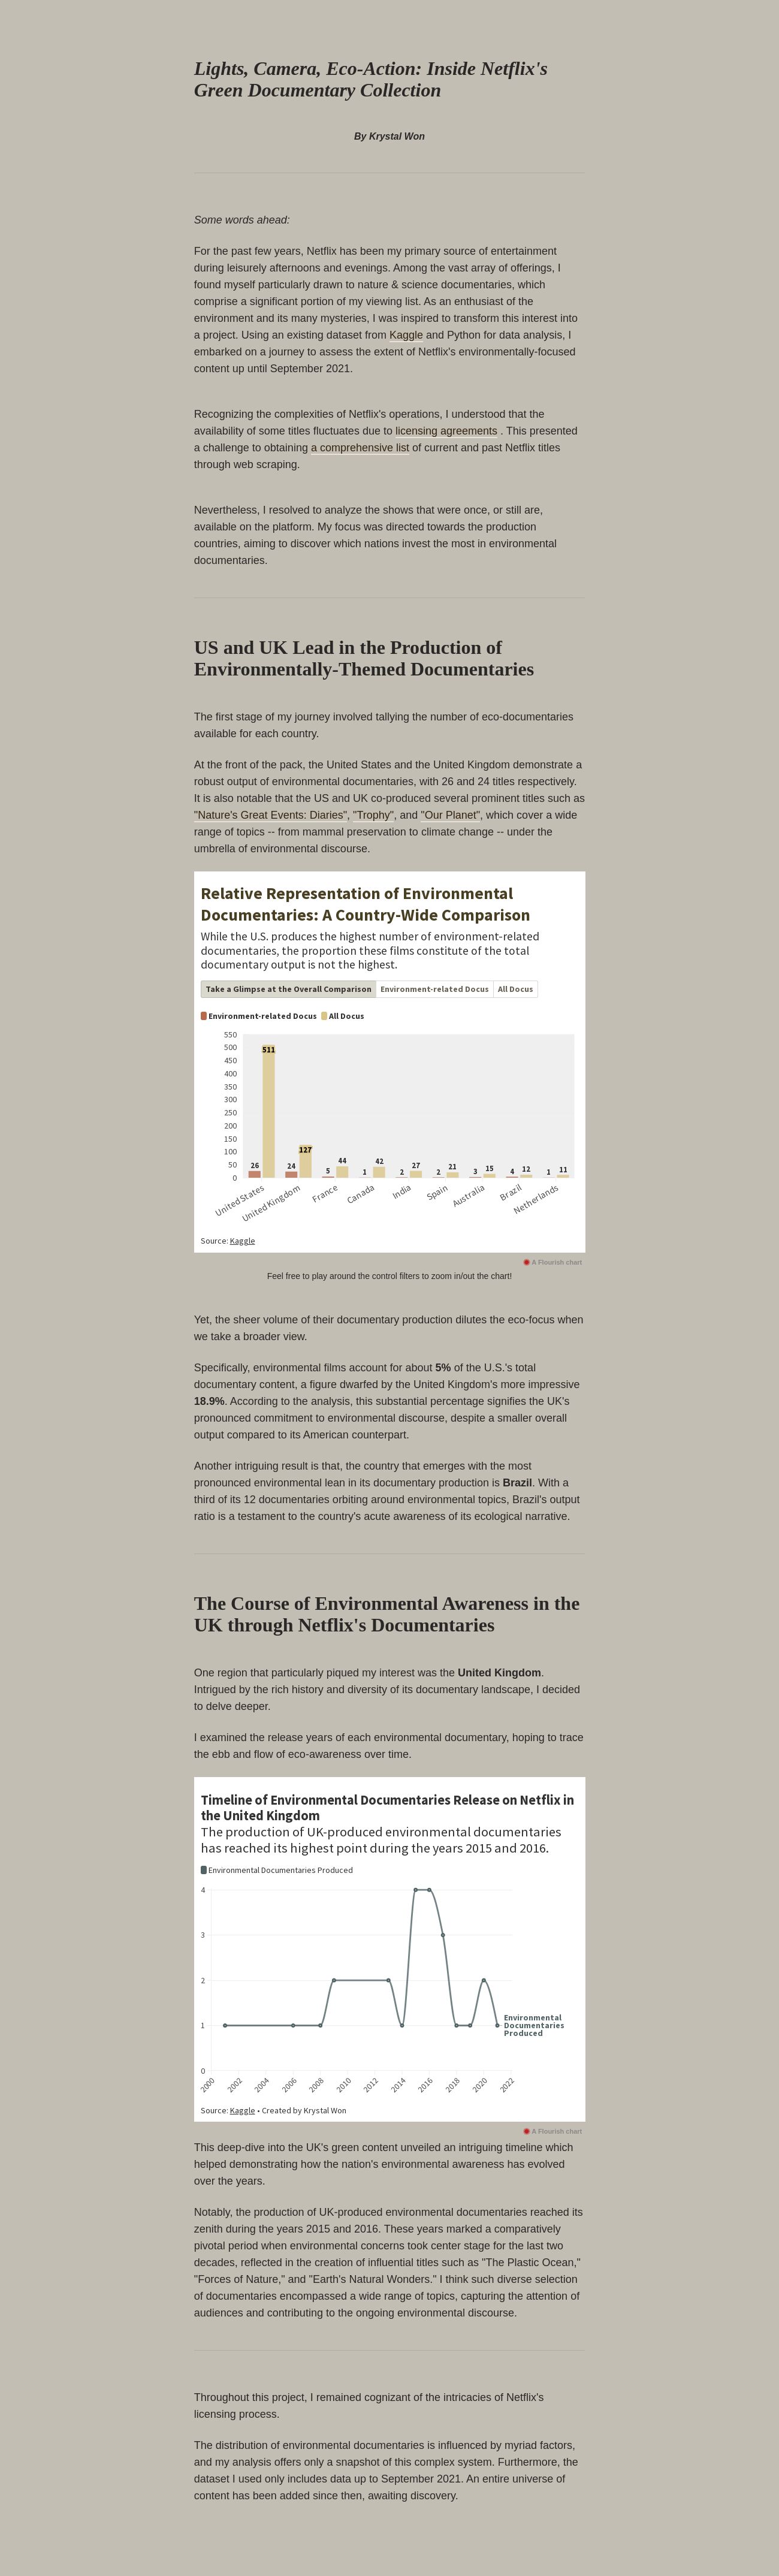 Lights, Camera, Eco-Action: Inside Netflix's
Green Documentary Collection
By Krystal Won
Some words ahead:
For the past few years, Netflix has been my primary source of entertainment
during leisurely afternoons and evenings. Among the vast array of offerings, I
found myself particularly drawn to nature & science documentaries, which
comprise a significant portion of my viewing list. As an enthusiast of the
environment and its many mysteries, I was inspired to transform this interest into
a project. Using an existing dataset from Kaggle and Python for data analysis, I
embarked on a journey to assess the extent of Netflix's environmentally-focused
content up until September 2021.
Recognizing the complexities of Netflix's operations, I understood that the
availability of some titles fluctuates due to licensing agreements . This presented
a challenge to obtaining a comprehensive list of current and past Netflix titles
through web scraping.
Nevertheless, I resolved to analyze the shows that were once, or still are,
available on the platform. My focus was directed towards the production
countries, aiming to discover which nations invest the most in environmental
documentaries.
US and UK Lead in the Production of
Environmentally-Themed Documentaries
The first stage of my journey involved tallying the number of eco-documentaries
available for each country.
At the front of the pack, the United States and the United Kingdom demonstrate a
robust output of environmental documentaries, with 26 and 24 titles respectively.
It is also notable that the US and UK co-produced several prominent titles such as
"Nature's Great Events: Diaries", "Trophy", and "Our Planet", which cover a wide
range of topics -- from mammal preservation to climate change -- under the
umbrella of environmental discourse.
Relative Representation of Environmental
Documentaries: A Country-Wide Comparison
While the U.S. produces the highest number of environment-related
documentaries, the proportion these films constitute of the total
documentary output is not the highest.
Take a Glimpse at the Overall Comparison Environment-related Docus All Docus
Environment-related Docus All Docus
550
500
450
400
350
300
250
200
150
100
50
0
26 511 24 127 5 44 1 42 2 27 2 21 3 15 4 12 1 11
United States United Kingdom France Canada India Spain Australia Brazil Netherlands
Source: Kaggle
A Flourish chart
Feel free to play around the control filters to zoom in/out the chart!
Yet, the sheer volume of their documentary production dilutes the eco-focus when
we take a broader view.
Specifically, environmental films account for about 5% of the U.S.'s total
documentary content, a figure dwarfed by the United Kingdom's more impressive
18.9%. According to the analysis, this substantial percentage signifies the UK's
pronounced commitment to environmental discourse, despite a smaller overall
output compared to its American counterpart.
Another intriguing result is that, the country that emerges with the most
pronounced environmental lean in its documentary production is Brazil. With a
third of its 12 documentaries orbiting around environmental topics, Brazil's output
ratio is a testament to the country's acute awareness of its ecological narrative.
The Course of Environmental Awareness in the
UK through Netflix's Documentaries
One region that particularly piqued my interest was the United Kingdom.
Intrigued by the rich history and diversity of its documentary landscape, I decided
to delve deeper.
I examined the release years of each environmental documentary, hoping to trace
the ebb and flow of eco-awareness over time.
Timeline of Environmental Documentaries Release on Netflix in
the United Kingdom
The production of UK-produced environmental documentaries
has reached its highest point during the years 2015 and 2016.
Environmental Documentaries Produced
4
3
2
1
0
Environmental
Documentaries
Produced
2000 2002 2004 2006 2008 2010 2012 2014 2016 2018 2020 2022
Source: Kaggle • Created by Krystal Won
A Flourish chart
This deep-dive into the UK's green content unveiled an intriguing timeline which
helped demonstrating how the nation's environmental awareness has evolved
over the years.
Notably, the production of UK-produced environmental documentaries reached its
zenith during the years 2015 and 2016. These years marked a comparatively
pivotal period when environmental concerns took center stage for the last two
decades, reflected in the creation of influential titles such as "The Plastic Ocean,"
"Forces of Nature," and "Earth's Natural Wonders." I think such diverse selection
of documentaries encompassed a wide range of topics, capturing the attention of
audiences and contributing to the ongoing environmental discourse.
Throughout this project, I remained cognizant of the intricacies of Netflix's
licensing process.
The distribution of environmental documentaries is influenced by myriad factors,
and my analysis offers only a snapshot of this complex system. Furthermore, the
dataset I used only includes data up to September 2021. An entire universe of
content has been added since then, awaiting discovery.